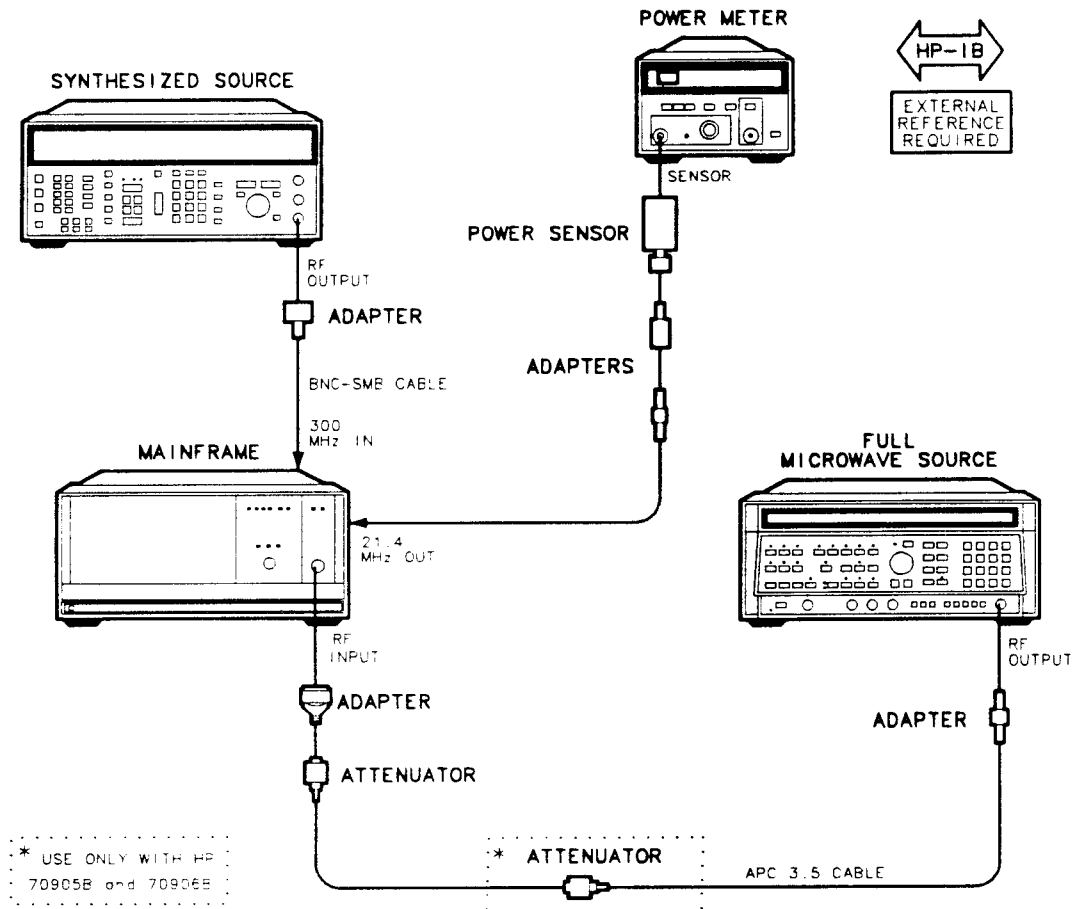 POWER METER
HP-IB
SYNTHESIZED SOURCE
EXTERNAL
REFERENCE
REQUIRED
SENSOR
POWER SENSOR
RF
OUTPUT
ADAPTER
ADAPTERS
BNC-SMB CABLE
300
MHz IN
MAINFRAME
FULL
MICROWAVE SOURCE
21.4
MHz OUT
RF
INPUT
RF
OUTPUT
ADAPTER
ADAPTER
ATTENUATOR
* USE ONLY WITH HP
70905B and 70906B
* ATTENUATOR
APC 3.5 CABLE